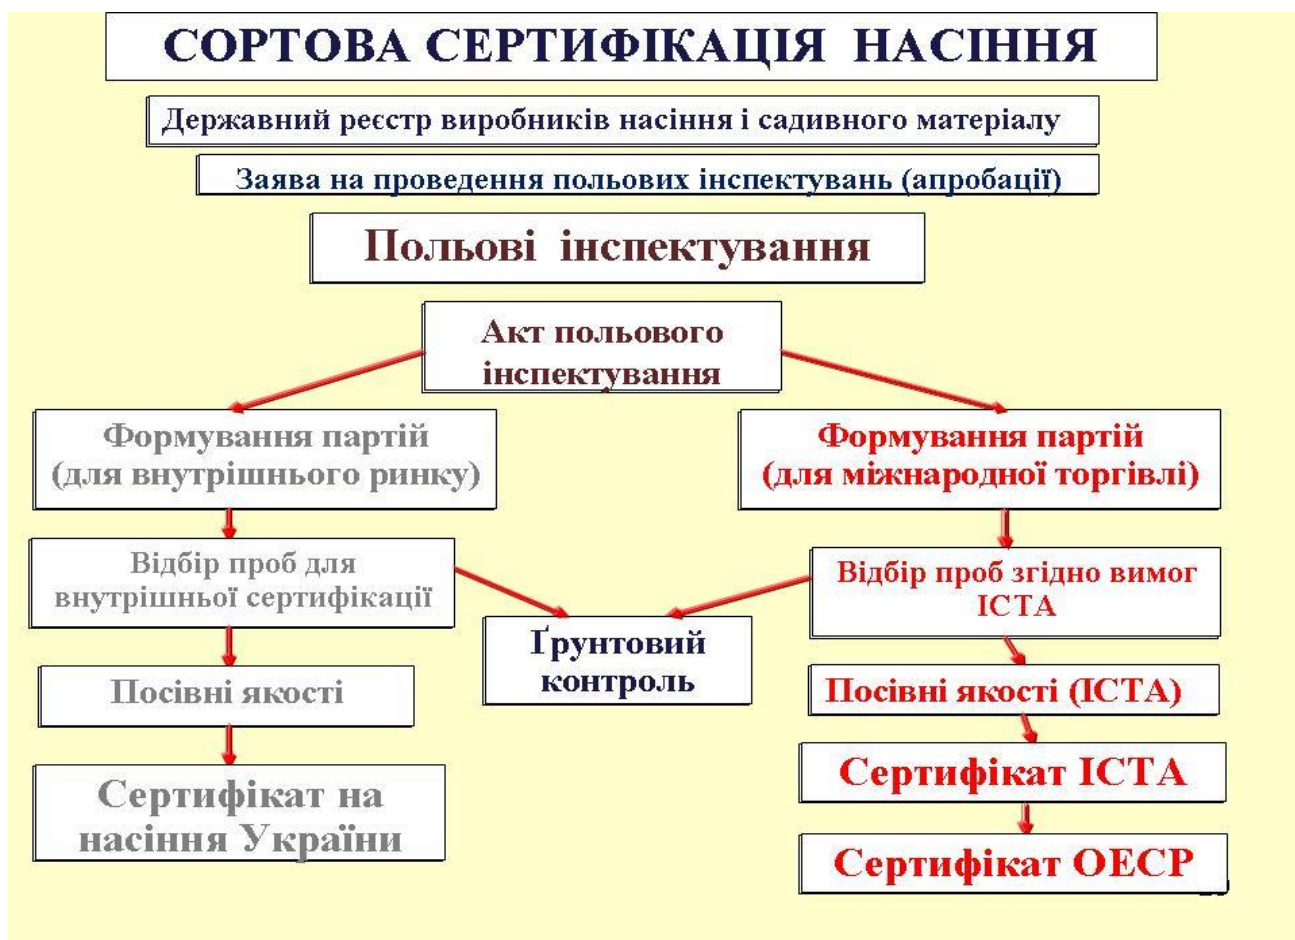 СОРТОВА СЕРТИФІКАЦІЯ НАСІННЯ
Державний реєстр виробників насіння і садивного матеріалу
Заява на проведення польових інспектувань (апробації)
Польові інспектування
Акт польового
інспектування
Формування партій
(для внутрішнього ринку)
Формування партій
(для міжнародної торгівлі)
Відбір проб для
внутрішньої сертифікації
Відбір проб згідно вимог
ІСТА
Ґрунтовий
контроль
Посівні якості
Посівні якості (ІСТА)
Сертифікат ІСТА
Сертифікат на
насіння України
Сертифікат ОЕСР